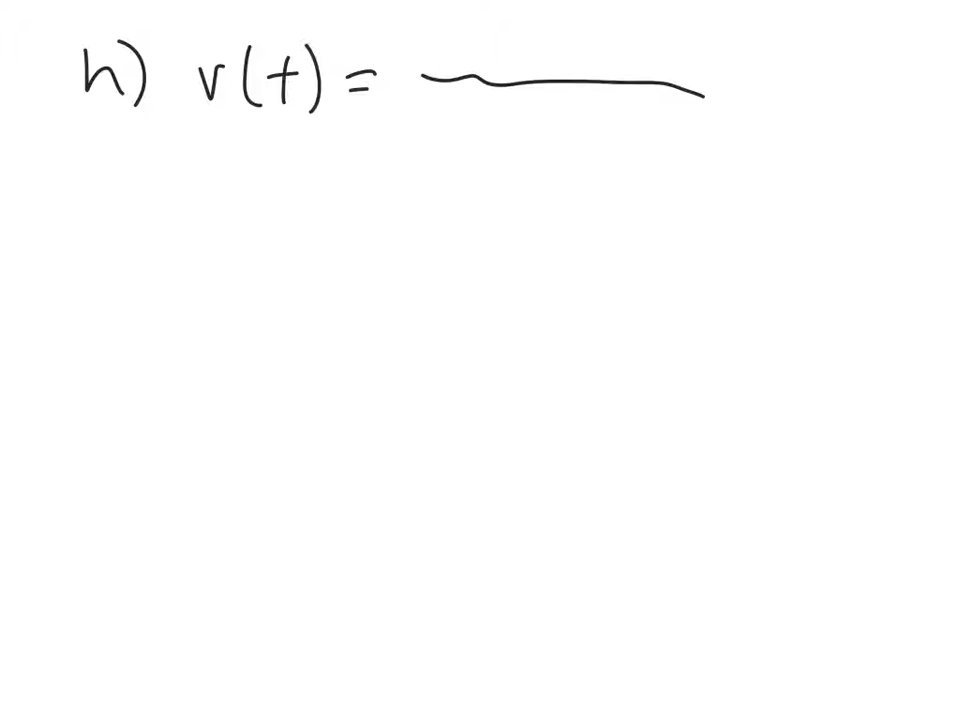 h) v(t) =